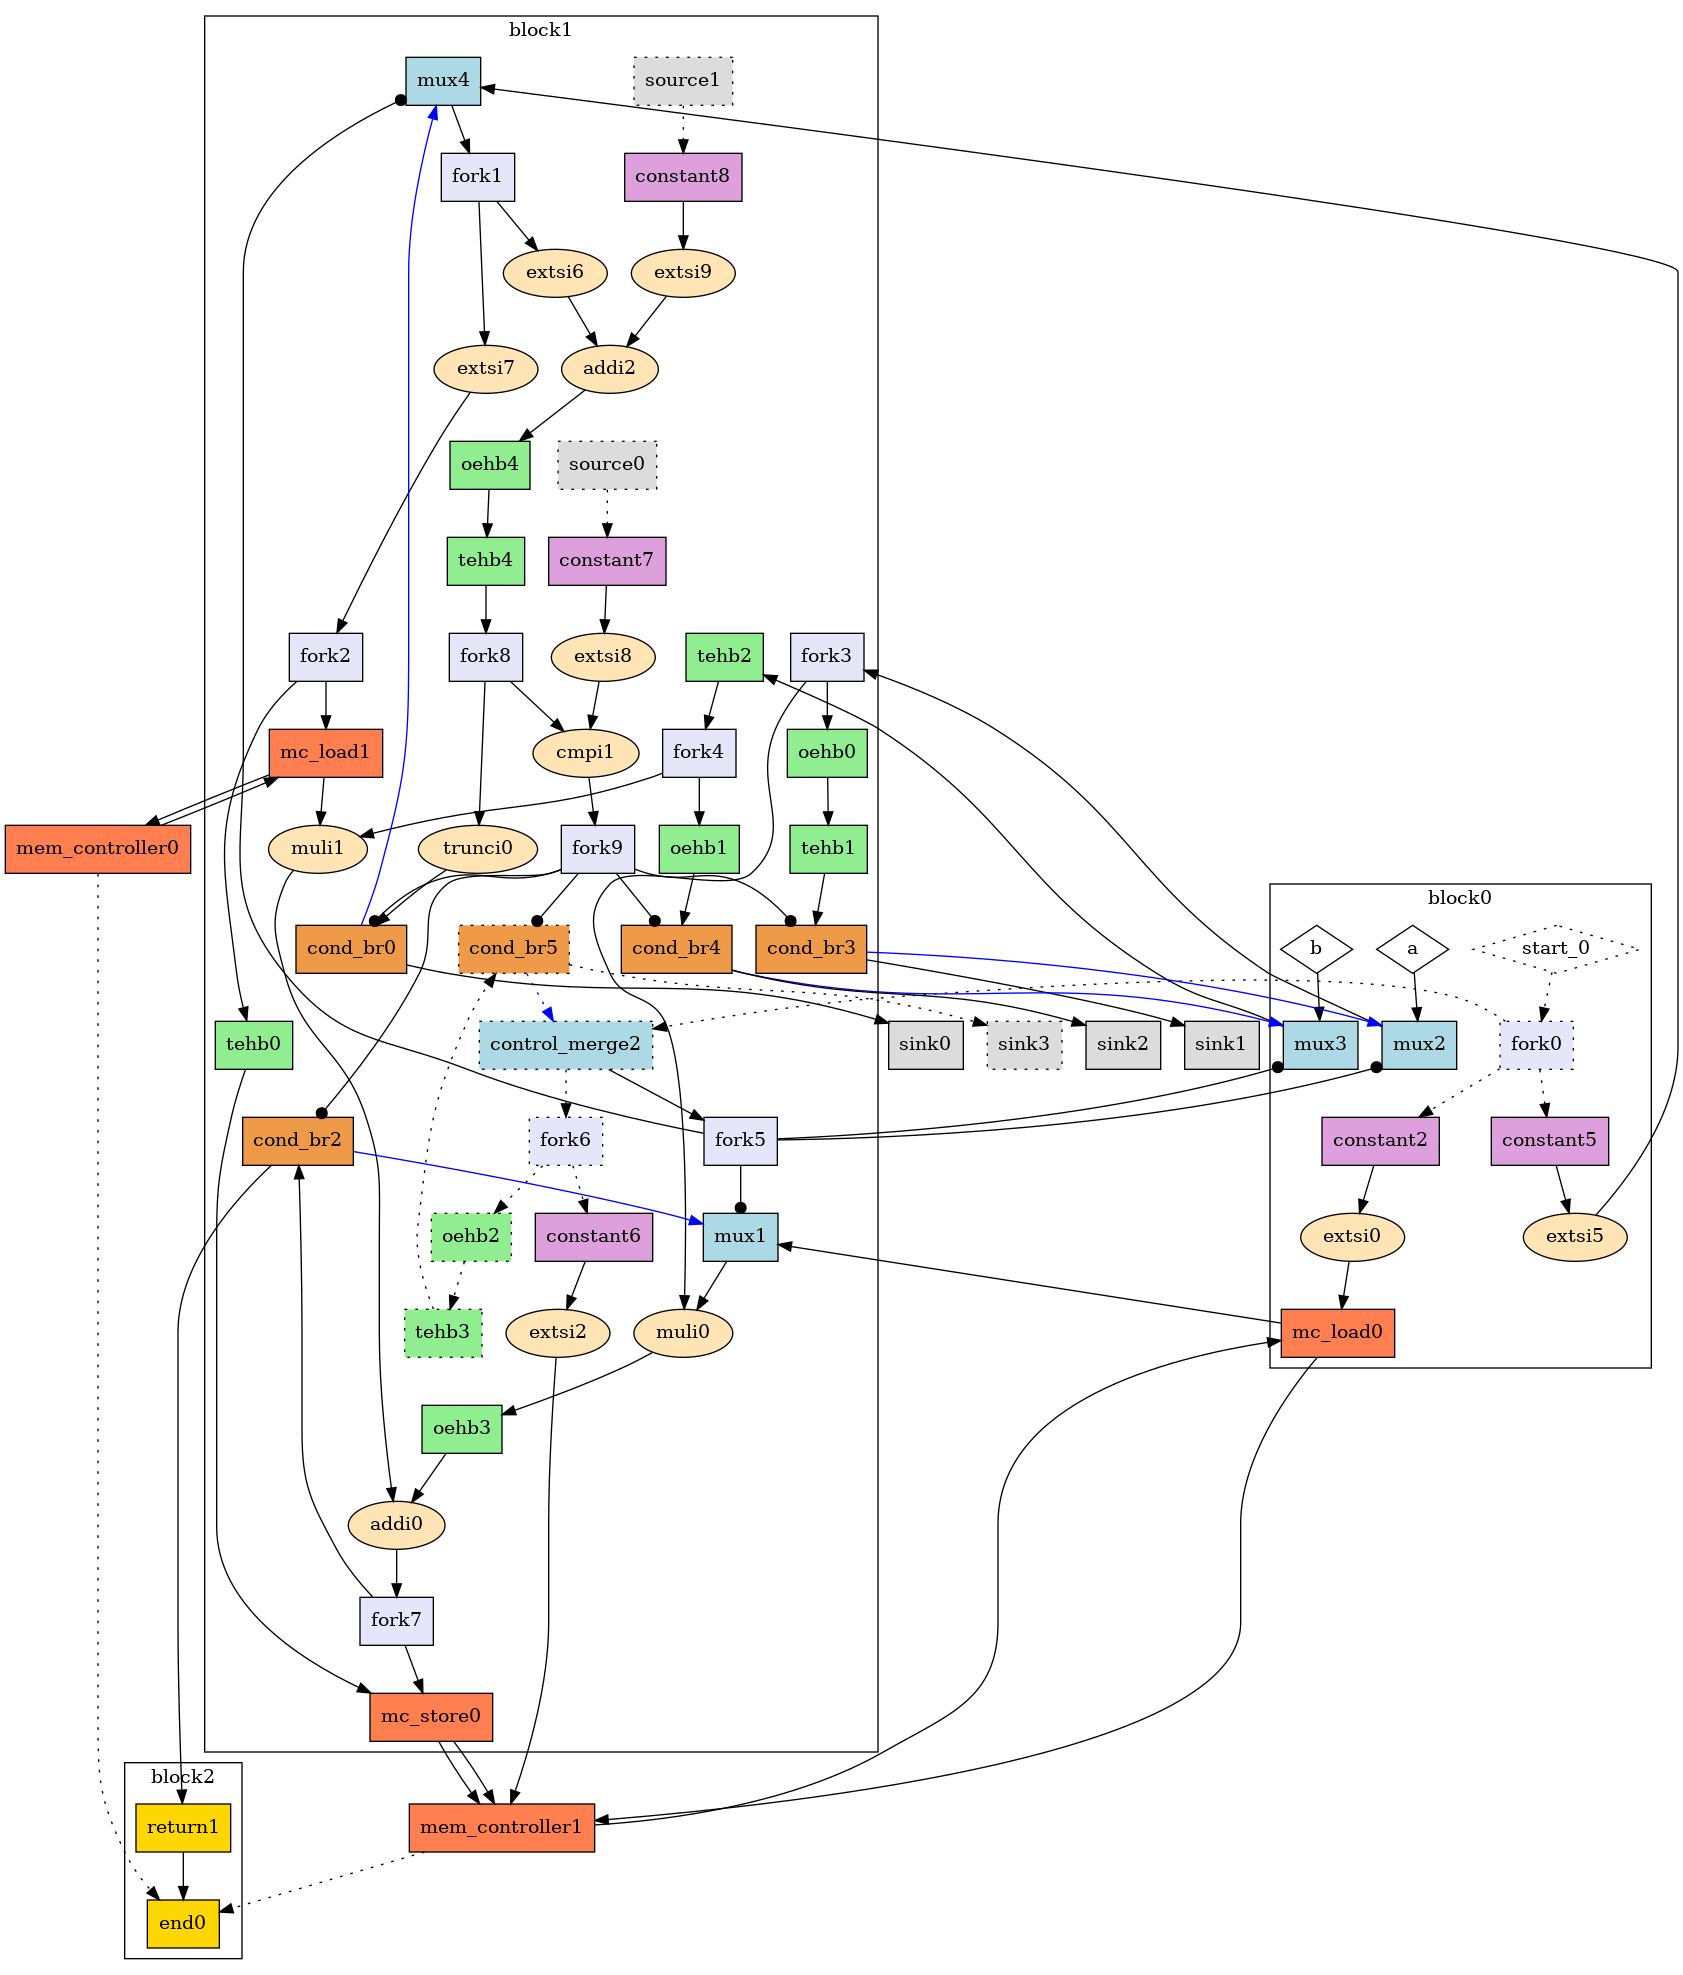 block1
mux4
source1
fork1
constant8
extsi6
extsi9
extsi7
addi2
oehb4
source0
tehb4
constant7
fork2
fork8
extsi8
tehb2
fork3
mc_load1
cmpi1
fork4
oehb0
mem_controller0
muli1
trunci0
fork9
oehb1
tehb1
block0
cond_br0
cond_br5
cond_br4
cond_br3
b
a
start_0
tehb0
control_merge2
sink0
sink3
sink2
sink1
mux3
mux2
fork0
cond_br2
fork6
fork5
constant2
constant5
oehb2
constant6
mux1
extsi0
extsi5
tehb3
extsi2
muli0
mc_load0
oehb3
addi0
fork7
mc_store0
block2
return1
mem_controller1
end0